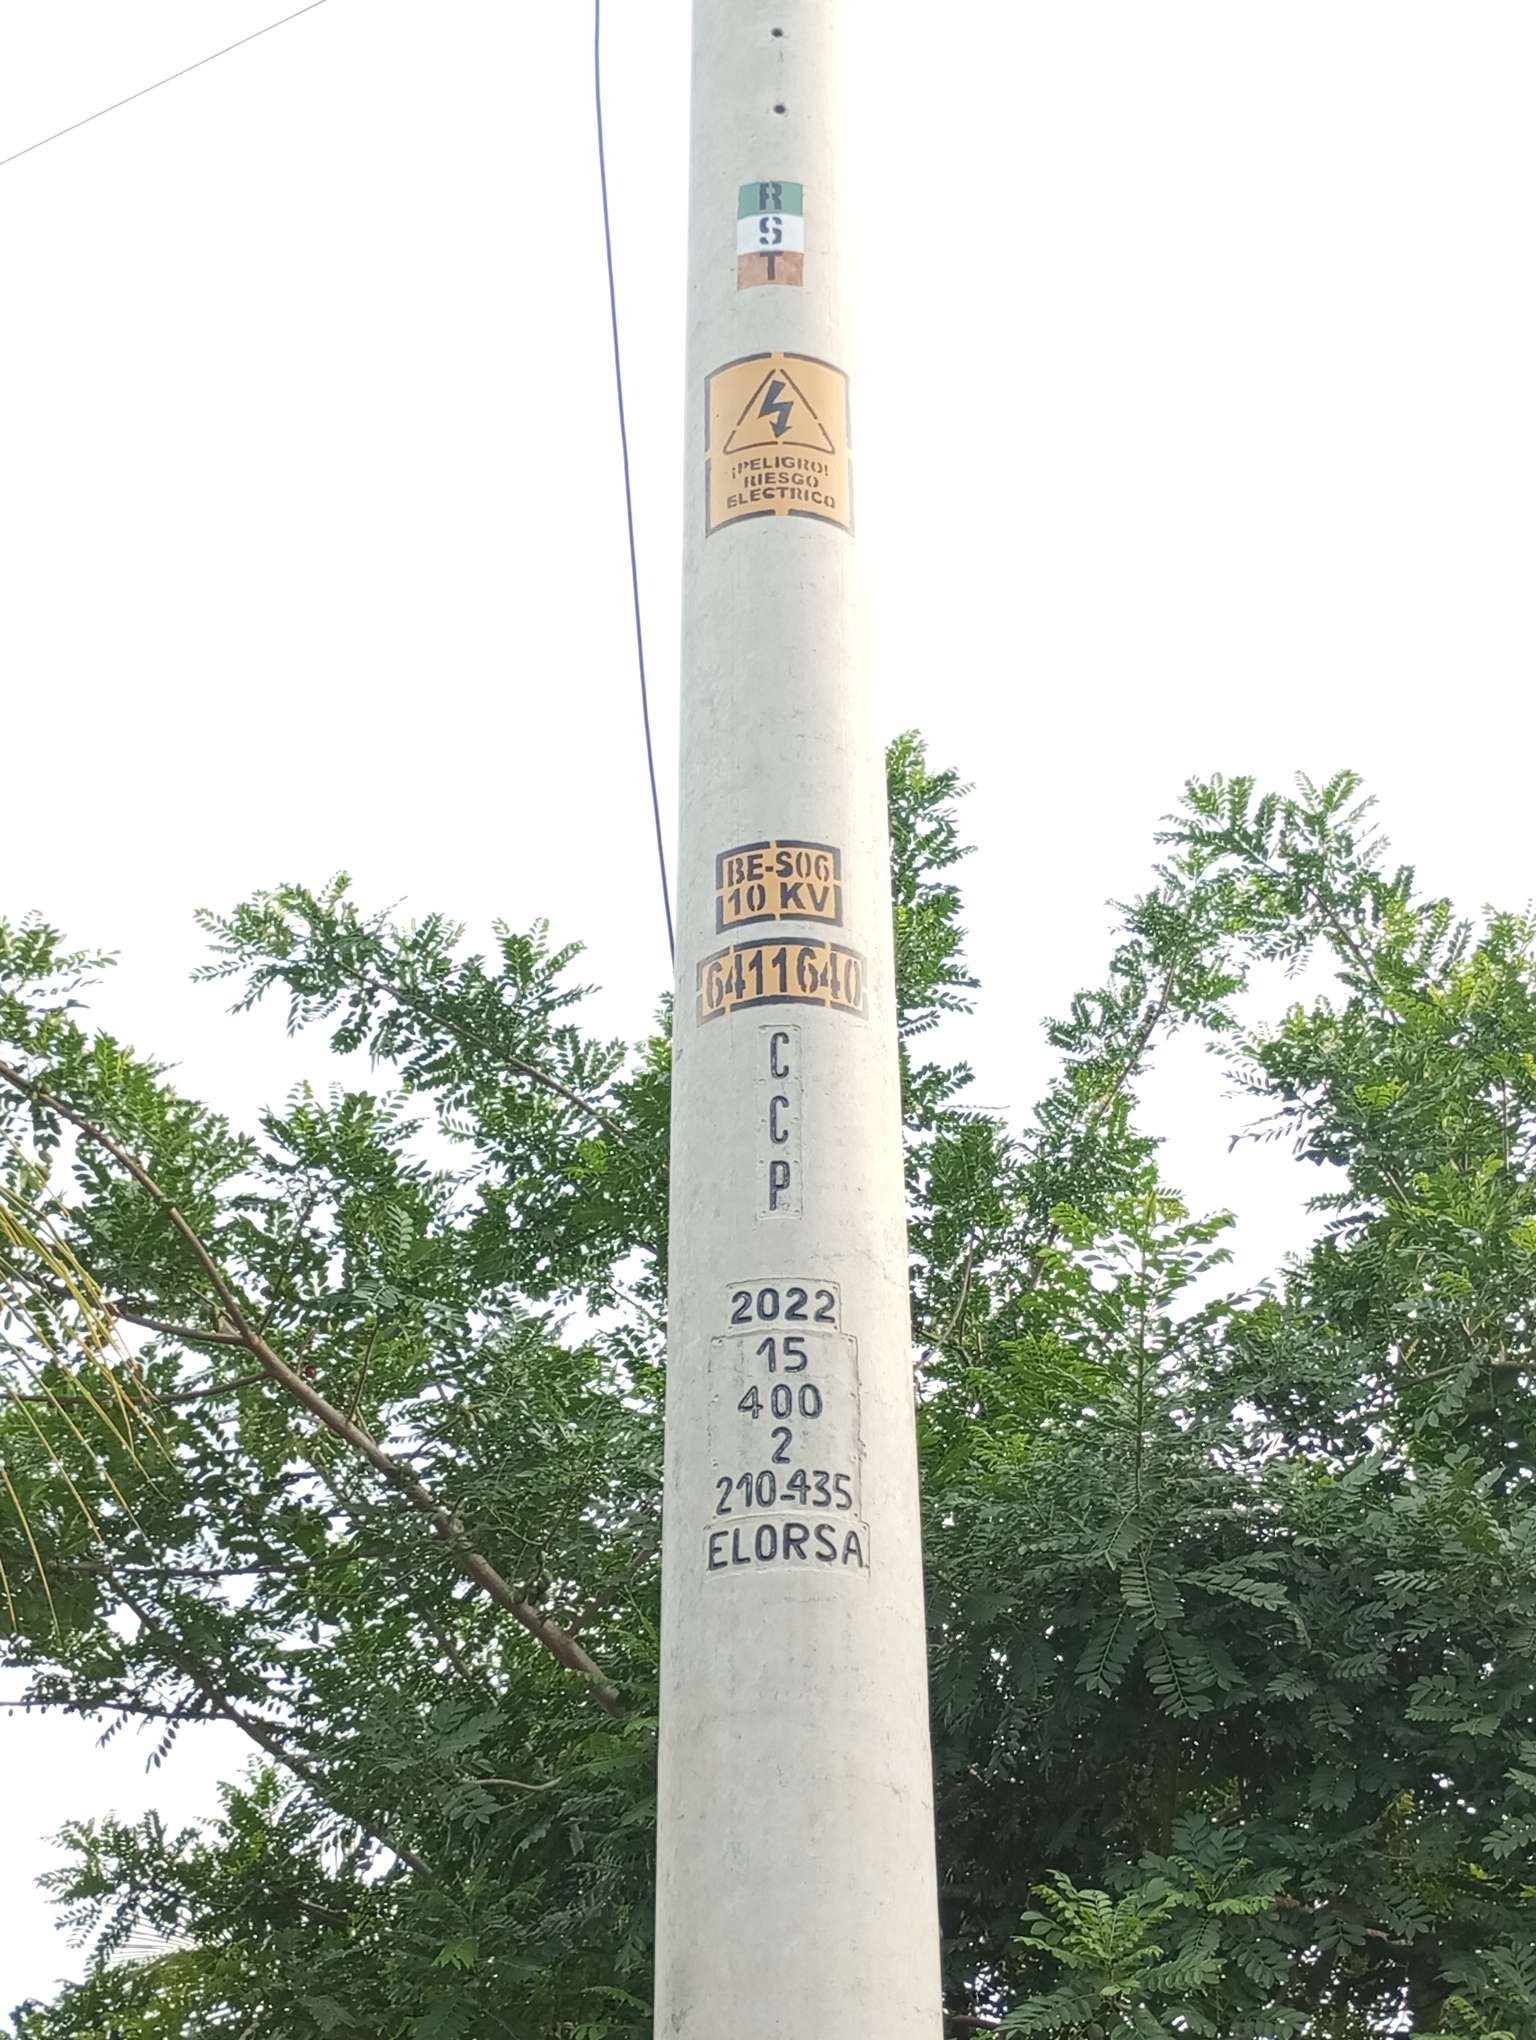 R
S
T
¡PELIGRO!
RIESGO
ELECTRICO
BE-S06
10 KV
6411640
C
C
P
2022
15
400
2
210-435
ELORSA.